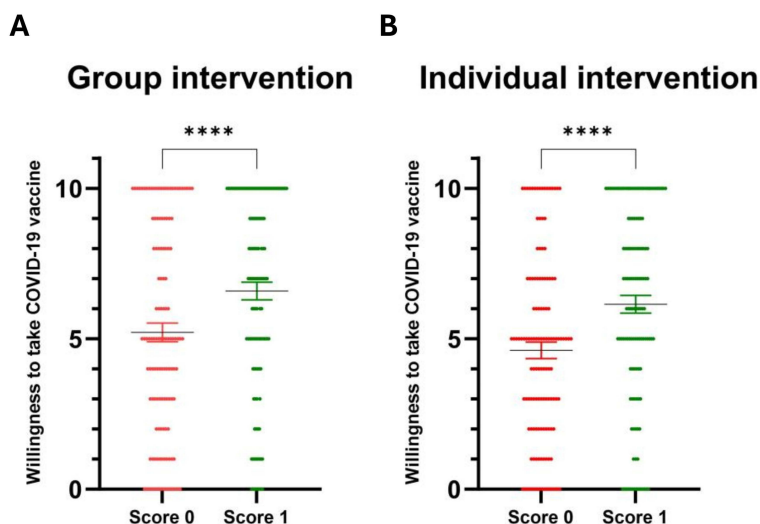 A
Group intervention
****
Willingness to take COVID-19 vaccine
10
5
0
Score 0 Score 1
B
Individual intervention
****
Willingness to take COVID-19 vaccine
10
5
0
Score 0 Score 1